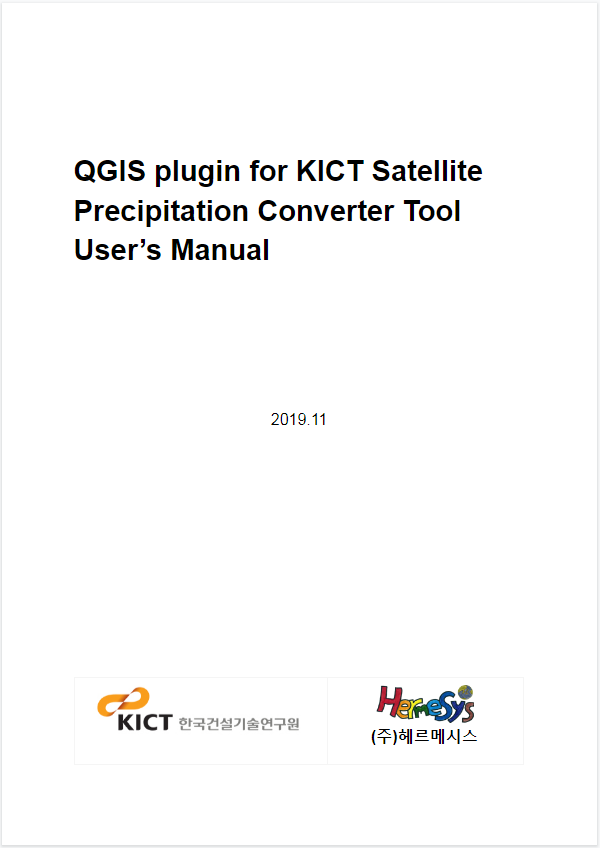 QGIS plugin for KICT Satellite
Precipitation Converter Tool
User’s Manual
2019.11
KICT 한국건설기술연구원
HermeSys
(주)헤르메시스